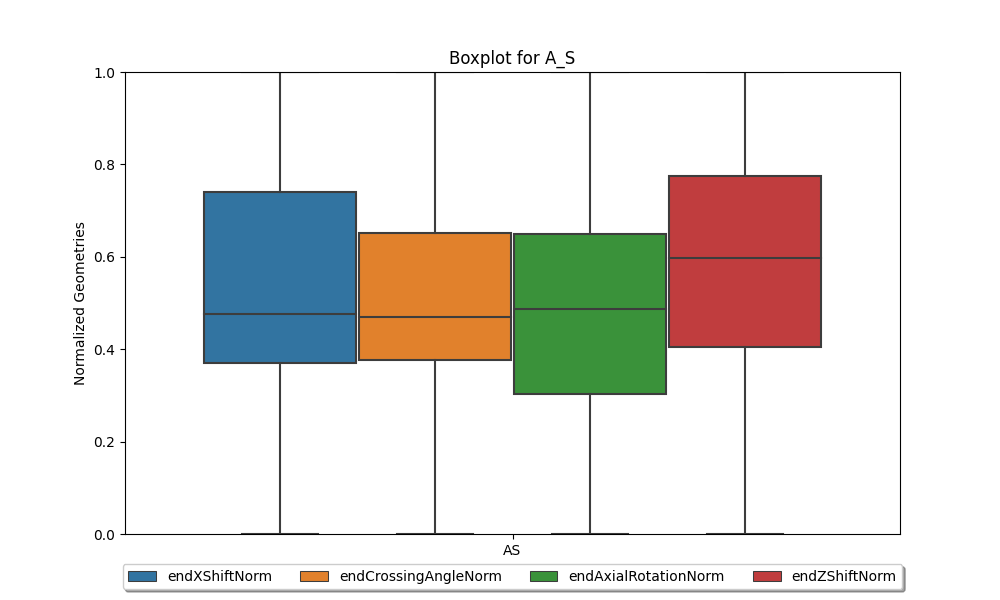 Boxplot for A_S
Normalized Geometries
1.0
0.8
0.6
0.4
0.2
0.0
AS
endXShiftNorm endCrossingAngleNorm endAxialRotationNorm endZShiftNorm